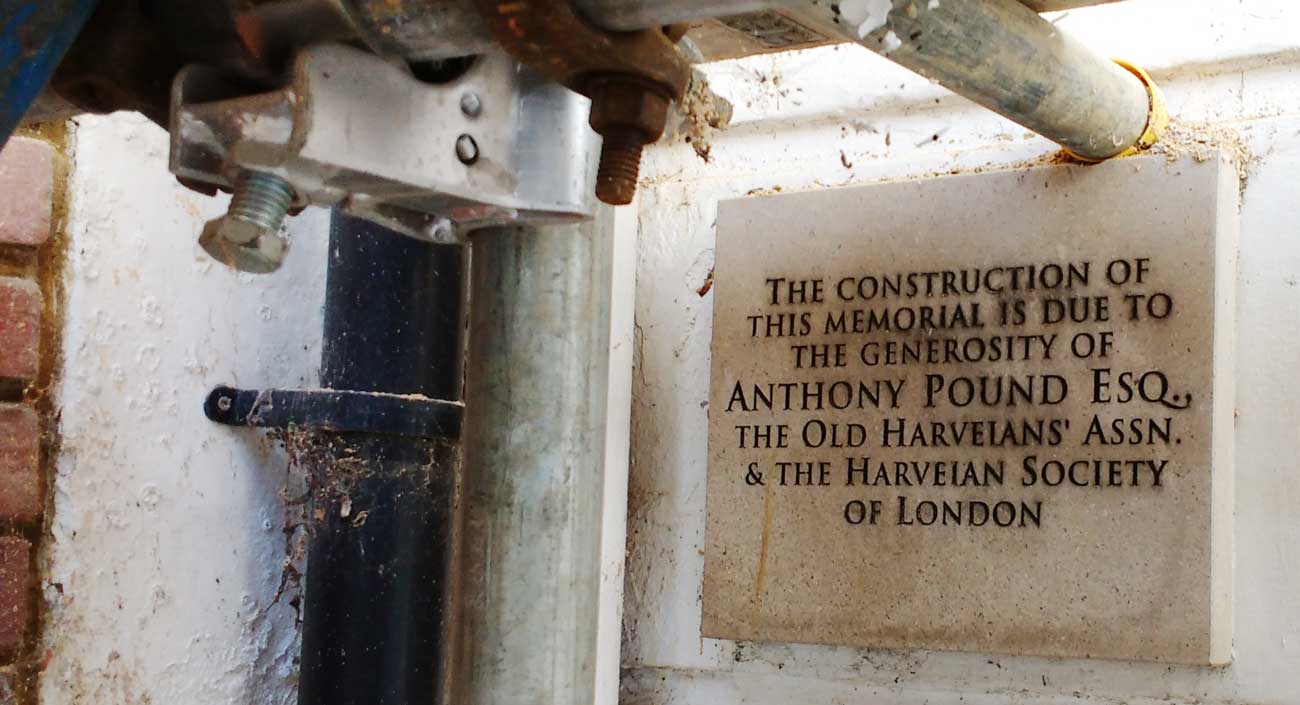 The construction of
this memorial is due to
the generosity of
Anthony Pound Esq.,
the Old Harveians' Assn.
& the Harveian Society
of London